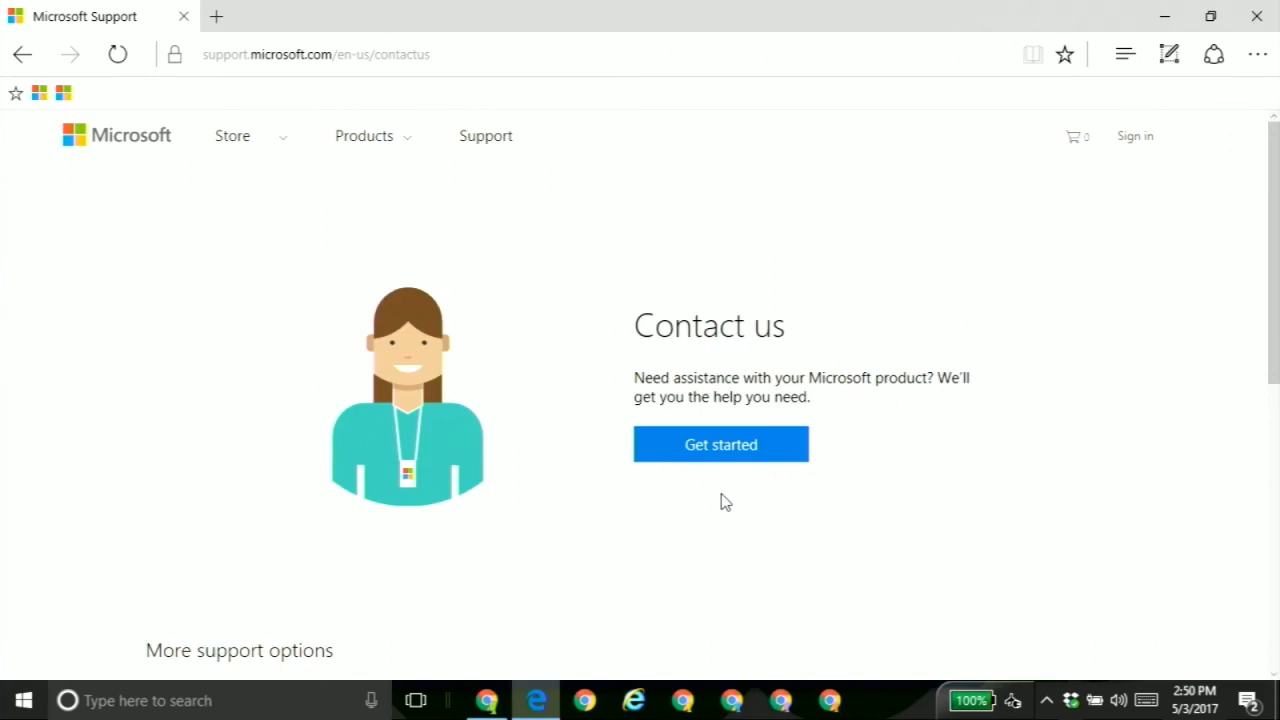 Microsoft Support
support.microsoft.com/en-us/contactus
Microsoft
Store
Products
Support
0
Sign in
Contact us
Need assistance with your Microsoft product? We'll
get you the help you need.
Get started
More support options
Type here to search
100%
2:50 PM
5/3/2017
2